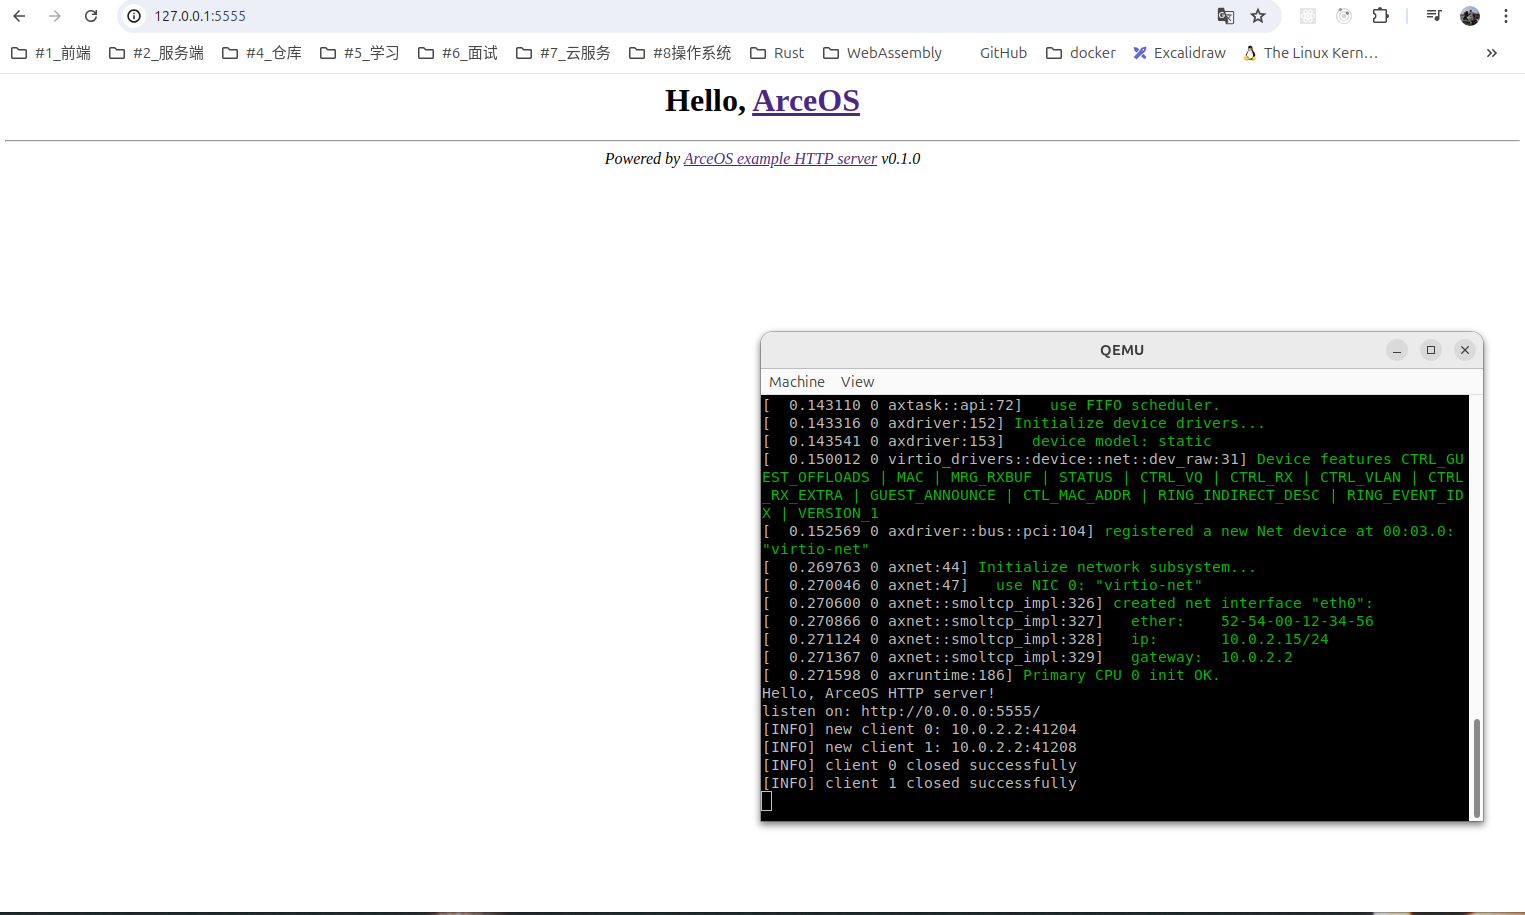 127.0.0.1:5555
#1_前端 #2_服务端 #4_仓库 #5_学习 #6_面试 #7_云服务 #8操作系统 Rust WebAssembly GitHub docker Excalidraw The Linux Kern… »
Hello, ArceOS
Powered by ArceOS example HTTP server v0.1.0
QEMU
Machine View
[  0.143110 0 axtask::api:72]   use FIFO scheduler.
[  0.143316 0 axdriver:152] Initialize device drivers...
[  0.143541 0 axdriver:153]   device model: static
[  0.150012 0 virtio_drivers::device::net::dev_raw:31] Device features CTRL_GU
EST_OFFLOADS | MAC | MRG_RXBUF | STATUS | CTRL_VQ | CTRL_RX | CTRL_VLAN | CTRL
_RX_EXTRA | GUEST_ANNOUNCE | CTL_MAC_ADDR | RING_INDIRECT_DESC | RING_EVENT_ID
X | VERSION_1
[  0.152569 0 axdriver::bus::pci:104] registered a new Net device at 00:03.0:
"virtio-net"
[  0.269763 0 axnet:44] Initialize network subsystem...
[  0.270046 0 axnet:47]   use NIC 0: "virtio-net"
[  0.270600 0 axnet::smoltcp_impl:326] created net interface "eth0":
[  0.270866 0 axnet::smoltcp_impl:327]   ether:    52-54-00-12-34-56
[  0.271124 0 axnet::smoltcp_impl:328]   ip:       10.0.2.15/24
[  0.271367 0 axnet::smoltcp_impl:329]   gateway:  10.0.2.2
[  0.271598 0 axruntime:186] Primary CPU 0 init OK.
Hello, ArceOS HTTP server!
listen on: http://0.0.0.0:5555/
[INFO] new client 0: 10.0.2.2:41204
[INFO] new client 1: 10.0.2.2:41208
[INFO] client 0 closed successfully
[INFO] client 1 closed successfully